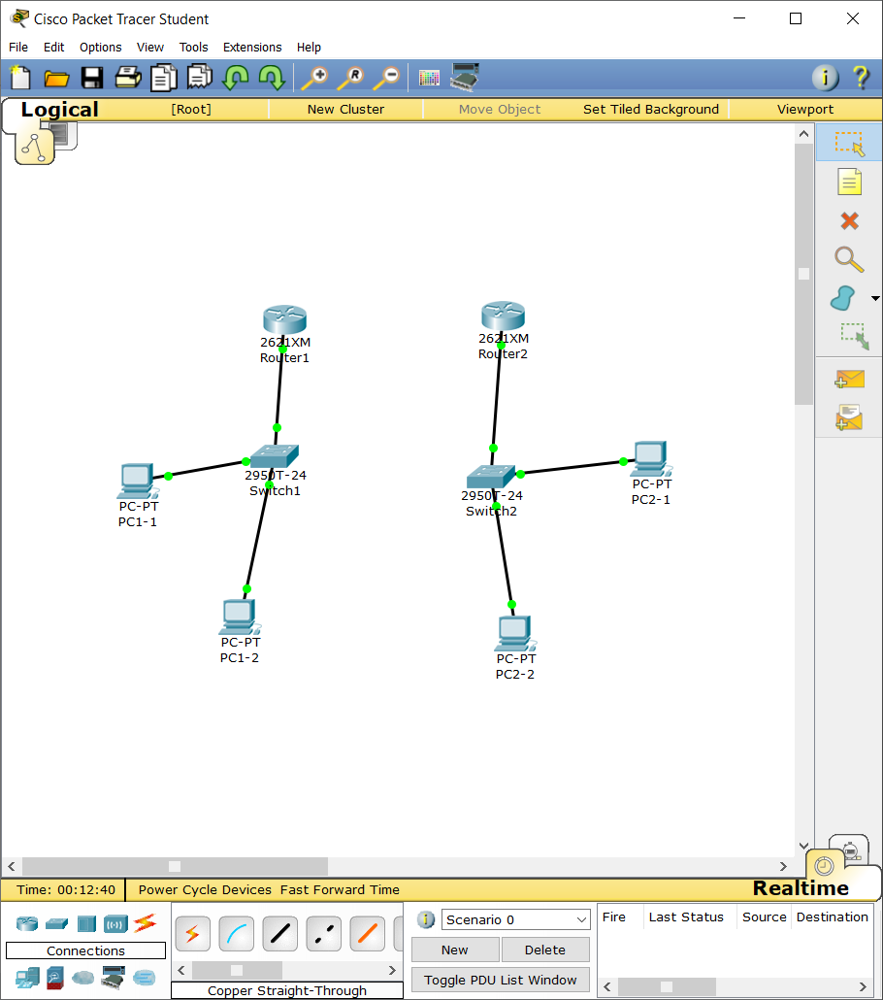 Cisco Packet Tracer Student
File Edit Options View Tools Extensions Help
Logical [Root] New Cluster Move Object Set Tiled Background Viewport
2621XM
Router1
2621XM
Router2
2950T-24
Switch1
PC-PT
PC1-1
PC-PT
PC1-2
2950T-24
Switch2
PC-PT
PC2-1
PC-PT
PC2-2
Time: 00:12:40 Power Cycle Devices Fast Forward Time Realtime
Connections
Copper Straight-Through
Scenario 0
New Delete
Toggle PDU List Window
Fire Last Status Source Destination